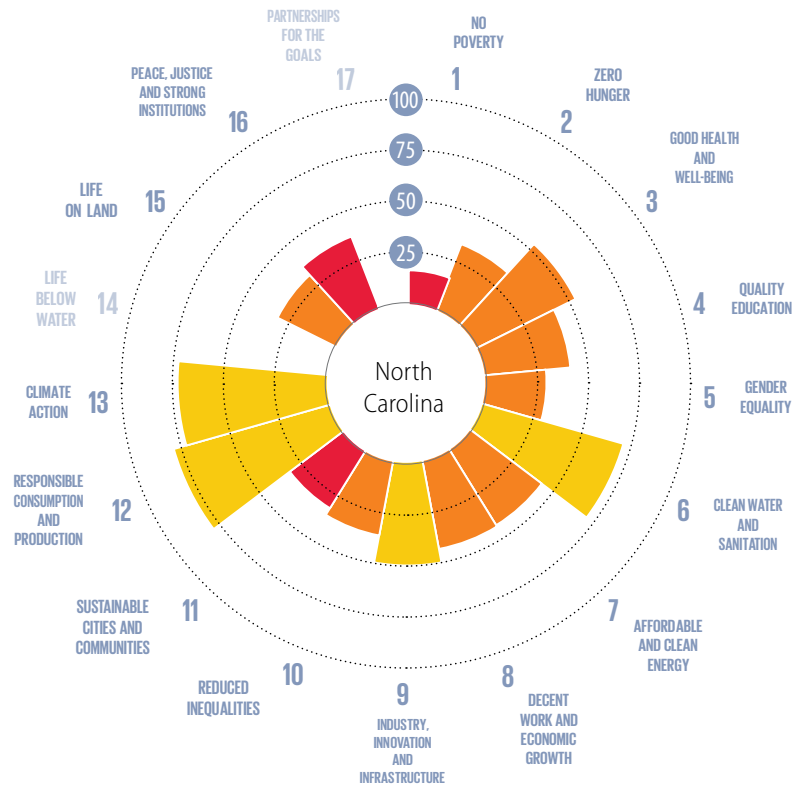 PARTNERSHIPS
FOR THE
GOALS
17
NO
POVERTY
1
ZERO
HUNGER
2
GOOD HEALTH
AND
WELL-BEING
3
4
QUALITY
EDUCATION
5
GENDER
EQUALITY
6
CLEAN WATER
AND
SANITATION
7
AFFORDABLE
AND CLEAN
ENERGY
8
DECENT
WORK AND
ECONOMIC
GROWTH
9
INDUSTRY,
INNOVATION
AND
INFRASTRUCTURE
10
REDUCED
INEQUALITIES
11
SUSTAINABLE
CITIES AND
COMMUNITIES
RESPONSIBLE
CONSUMPTION
AND
PRODUCTION
12
CLIMATE
ACTION
13
LIFE
BELOW
WATER
14
LIFE
ON LAND
15
PEACE, JUSTICE
AND STRONG
INSTITUTIONS
16
100
75
50
25
North
Carolina